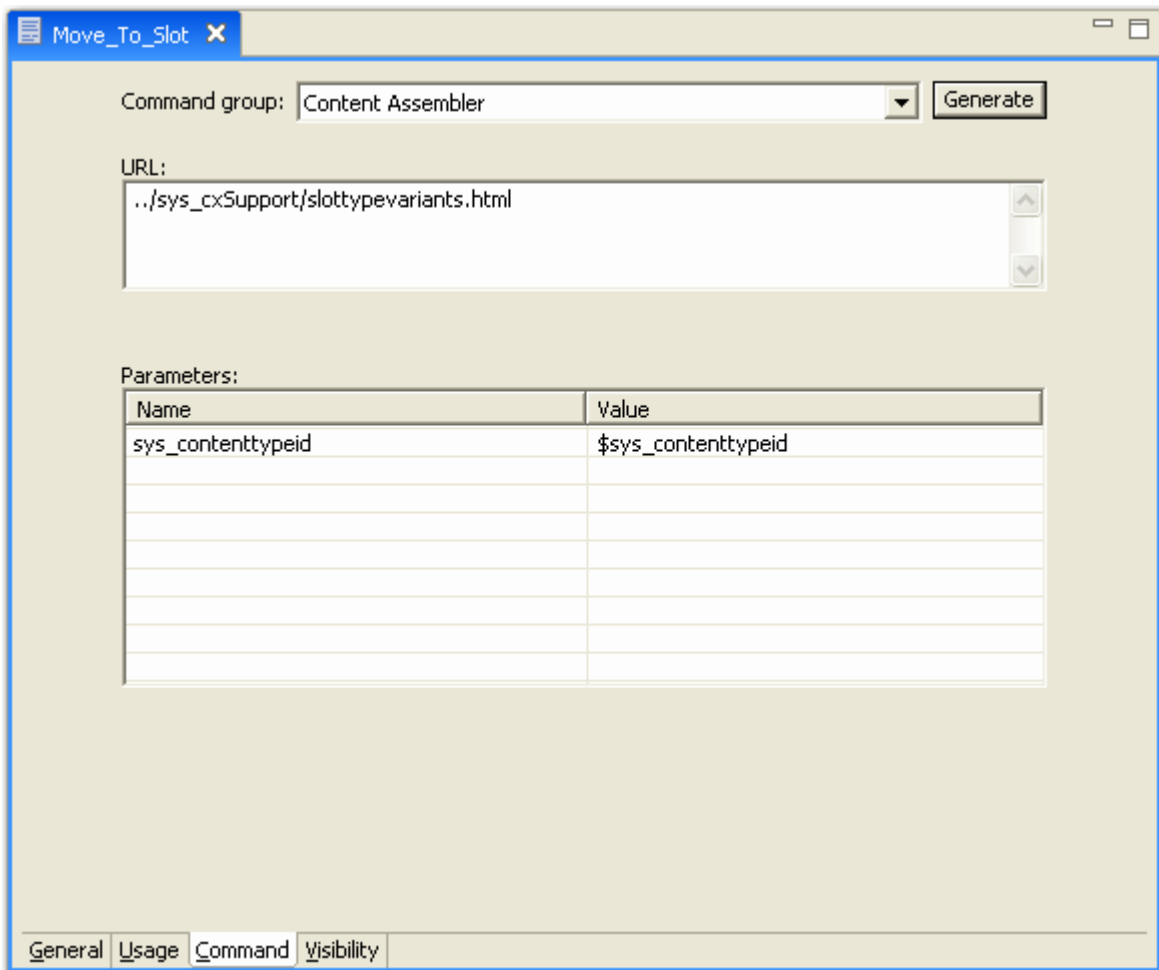 Move_To_Slot
Command group: Content Assembler Generate
URL:
../sys_cxSupport/slottypevariants.html
Parameters:
Name Value
sys_contenttypeid $sys_contenttypeid
General Usage Command Visibility